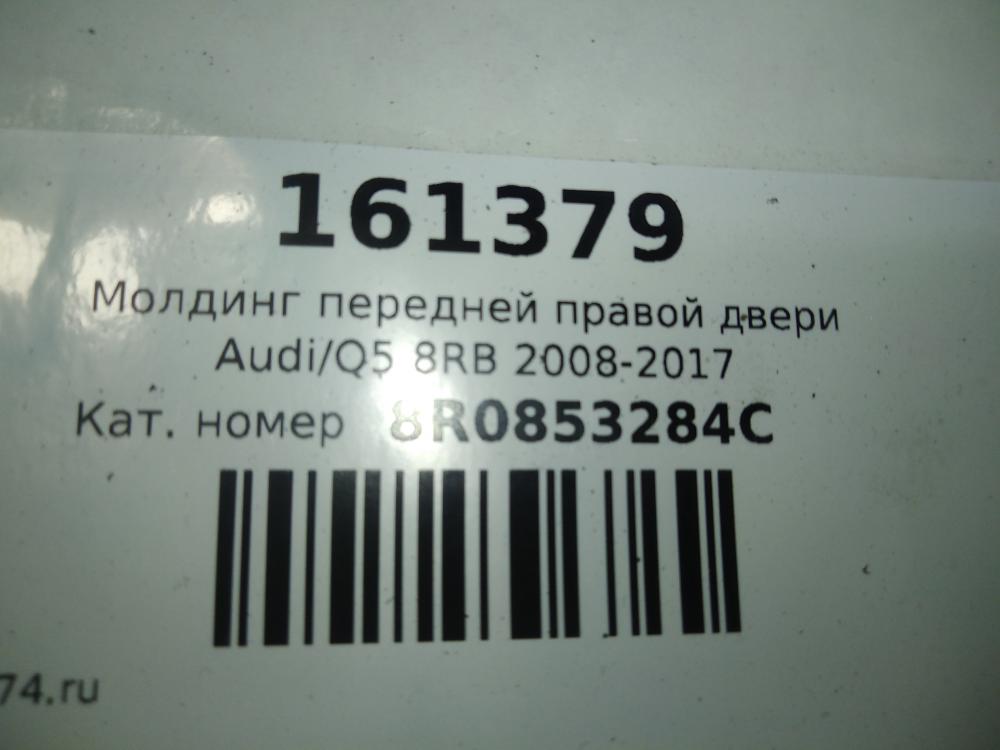 161379
Молдинг передней правой двери
Audi/Q5 8RB 2008-2017
Кат. номер 8R0853284C
74.ru